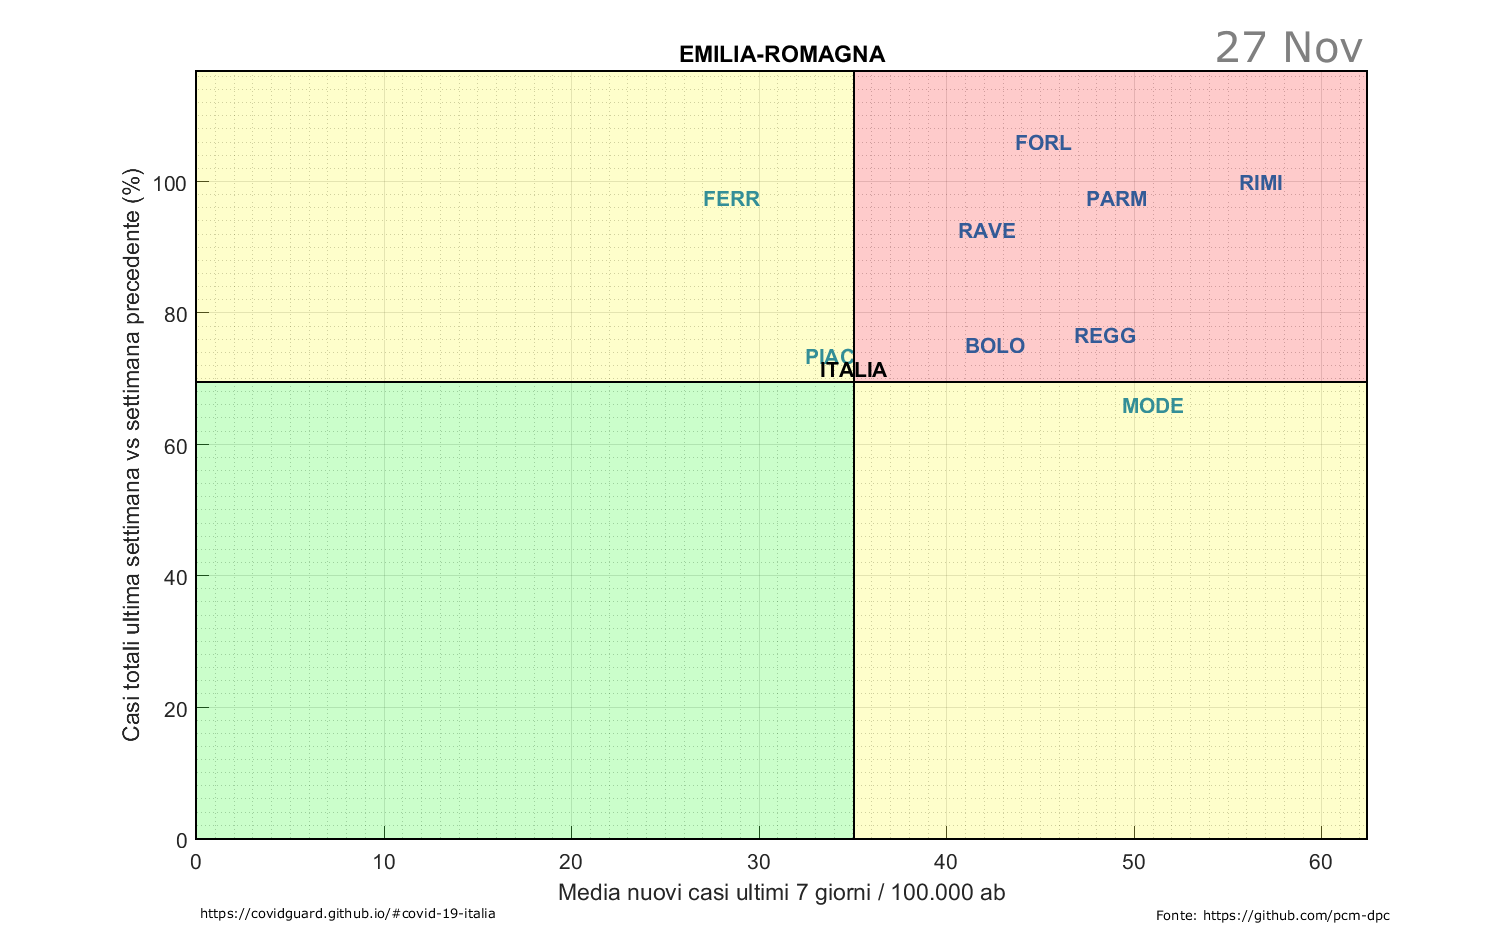 27 Nov
EMILIA-ROMAGNA
Casi totali ultima settimana vs settimana precedente (%)
100
80
60
40
20
0
FORL
RIMI
FERR
PARM
RAVE
REGG
BOLO
PIAC
ITALIA
MODE
0 10 20 30 40 50 60
Media nuovi casi ultimi 7 giorni / 100.000 ab
https://covidguard.github.io/#covid-19-italia
Fonte: https://github.com/pcm-dpc